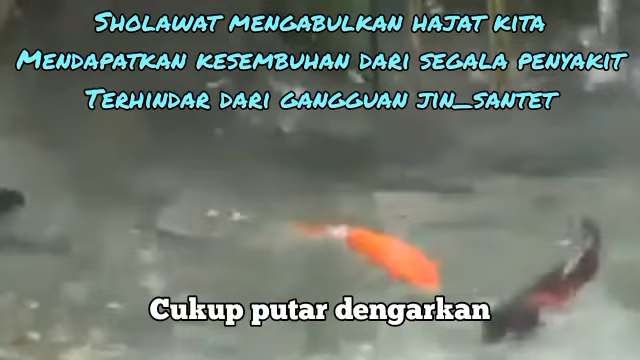 Sholawat mengabulkan hajat kita
Mendapatkan kesembuhan dari segala penyakit
Terhindar dari gangguan jin_santet
Cukup putar dengarkan